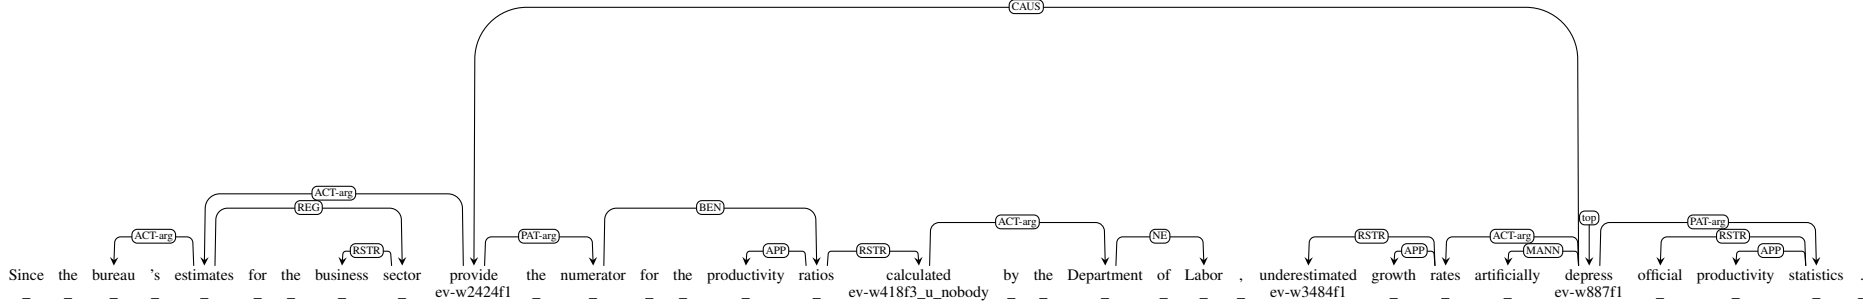 CAUS
ACT-arg
REG BEN
ACT-arg top PAT-arg
ACT-arg PAT-arg NE RSTR ACT-arg RSTR
RSTR APP RSTR APP MANN APP
Since the bureau 's estimates for the business sector provide the numerator for the productivity ratios calculated by the Department of Labor , underestimated growth rates artificially depress official productivity statistics .
_ _ _ _ _ _ _ _ _ ev-w2424f1 _ _ _ _ _ _ ev-w418f3_u_nobody _ _ _ _ _ _ ev-w3484f1 _ _ _ ev-w887f1 _ _ _ _